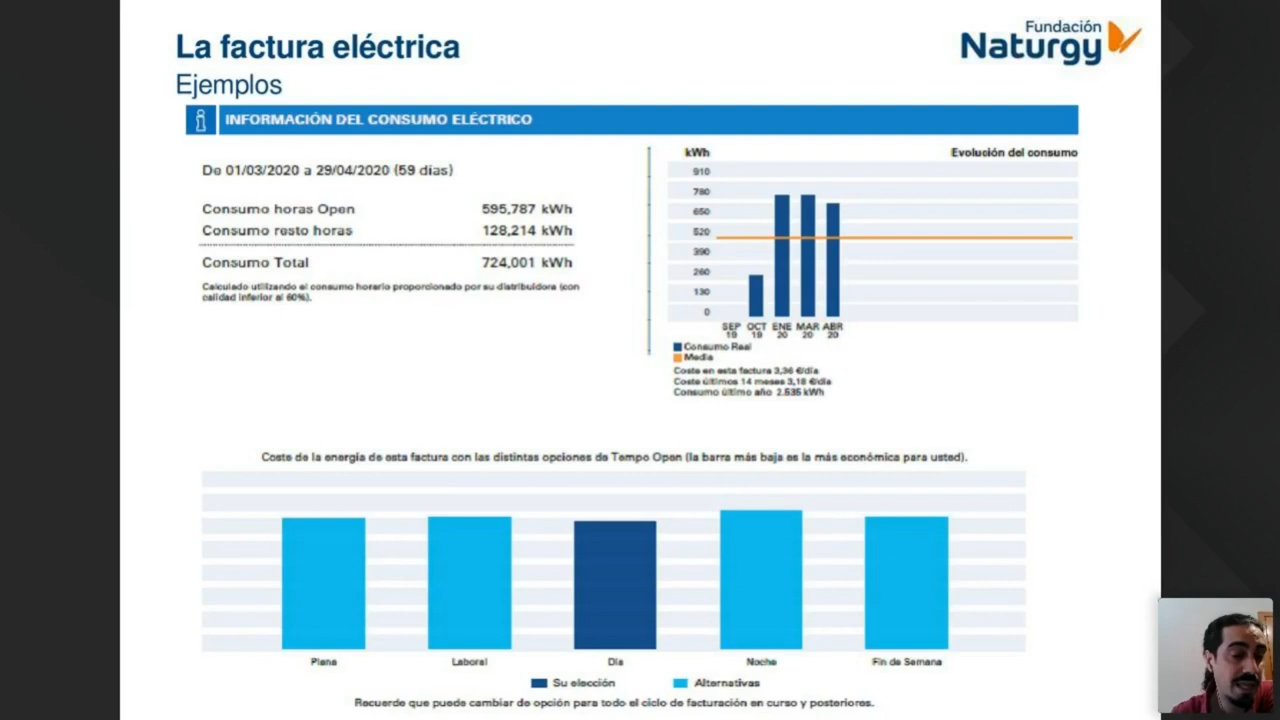 La factura eléctrica
Ejemplos
Fundación
Naturgy
INFORMACIÓN DEL CONSUMO ELÉCTRICO
De 01/03/2020 a 29/04/2020 (59 días)
Consumo horas Open 595,787 kWh
Consumo resto horas 128,214 kWh
Consumo Total 724,001 kWh
Calculado utilizando el consumo horario proporcionado por su distribuidora (con
calidad inferior al 60%).
kWh Evolución del consumo
910
780
650
520
390
260
130
0
SEP OCT ENE MAR ABR
19 19 20 20 20
Consumo Real
Media
Coste en esta factura 3,36 €/día
Coste últimos 14 meses 3,18 €/día
Consumo último año 2.535 kWh
Coste de la energía de esta factura con las distintas opciones de Tempo Open (la barra más baja es la más económica para usted).
Plana Laboral Día Noche Fin de Semana
Su elección Alternativas
Recuerde que puede cambiar de opción para todo el ciclo de facturación en curso y posteriores.